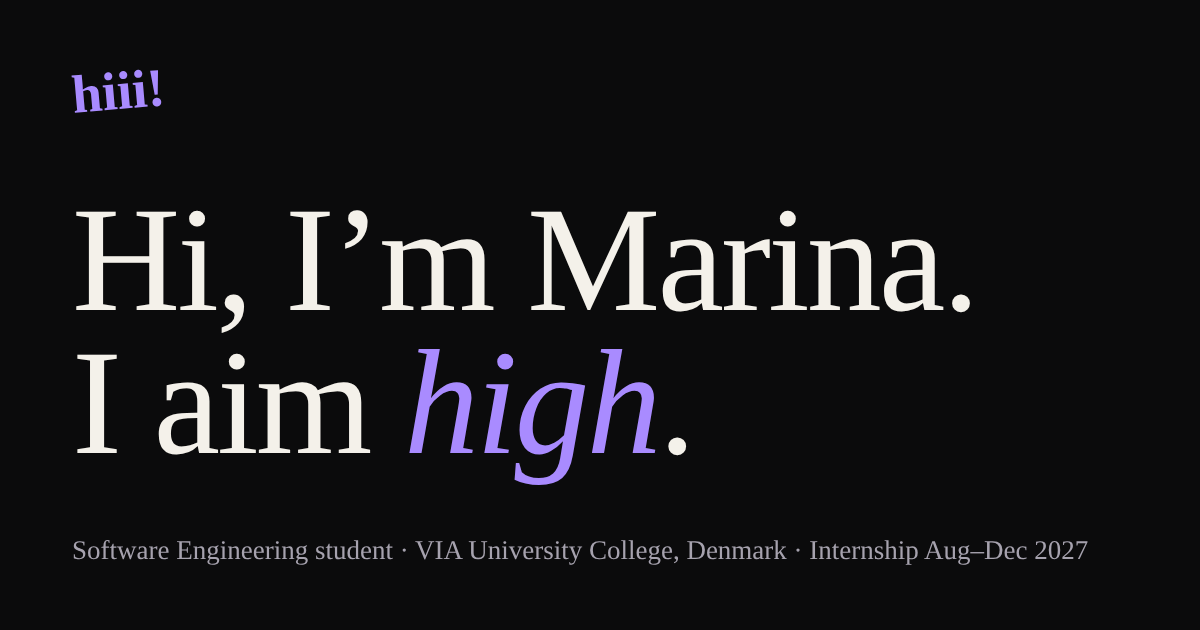 hiii!
Hi, I’m Marina.
I aim high.
Software Engineering student · VIA University College, Denmark · Internship Aug–Dec 2027